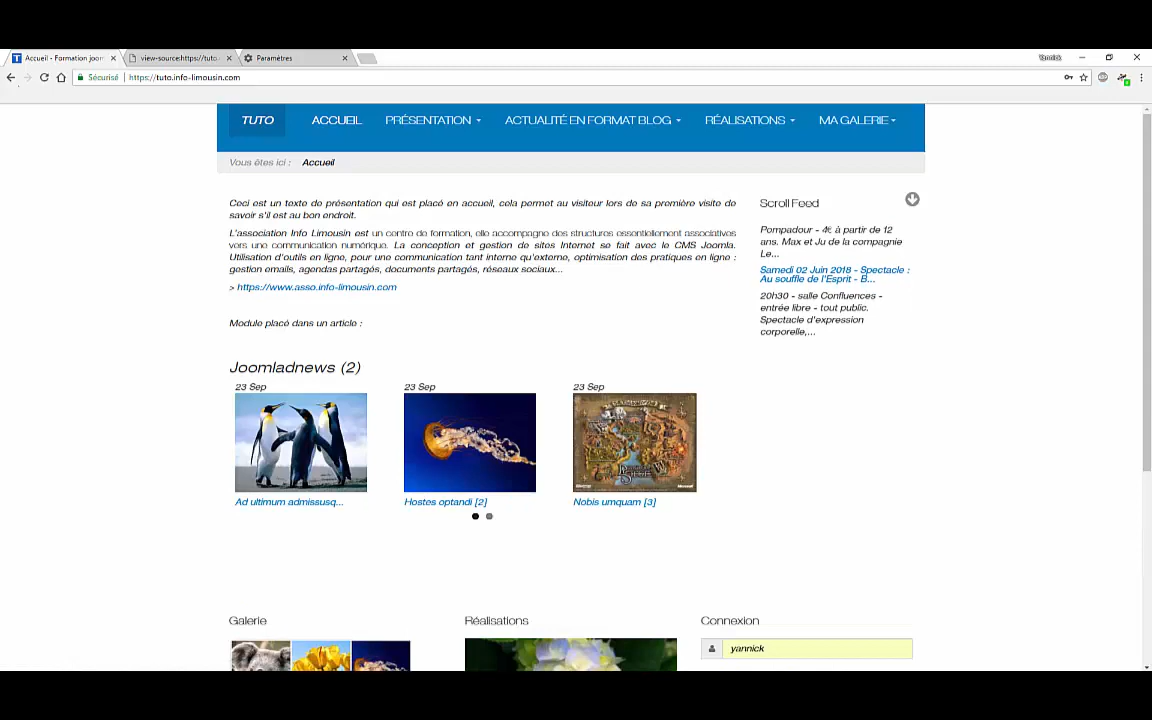 Accueil - Formation joom
view-source:https://tuto.
Paramètres
Yannick
Sécurisé
https://tuto.info-limousin.com
TUTO
ACCUEIL
PRÉSENTATION
ACTUALITÉ EN FORMAT BLOG
RÉALISATIONS
MA GALERIE
Vous êtes ici :
Accueil
Ceci est un texte de présentation qui est placé en accueil, cela permet au visiteur lors de sa première visite de
savoir s'il est au bon endroit.
L'association Info Limousin est un centre de formation, elle accompagne des structures essentiellement associatives
vers une communication numérique. La conception et gestion de sites Internet se fait avec le CMS Joomla.
Utilisation d'outils en ligne, pour une communication tant interne qu'externe, optimisation des pratiques en ligne :
gestion emails, agendas partagés, documents partagés, réseaux sociaux...
> https://www.asso.info-limousin.com
Module placé dans un article :
Scroll Feed
Pompadour - 4€ à partir de 12
ans. Max et Ju de la compagnie
Le...
Samedi 02 Juin 2018 - Spectacle :
Au souffle de l'Esprit - B...
20h30 - salle Confluences -
entrée libre - tout public.
Spectacle d'expression
corporelle,...
Joomladnews (2)
23 Sep
23 Sep
23 Sep
Ad ultimum admissusq...
Hostes optandi [2]
Nobis umquam [3]
Galerie
Réalisations
Connexion
yannick